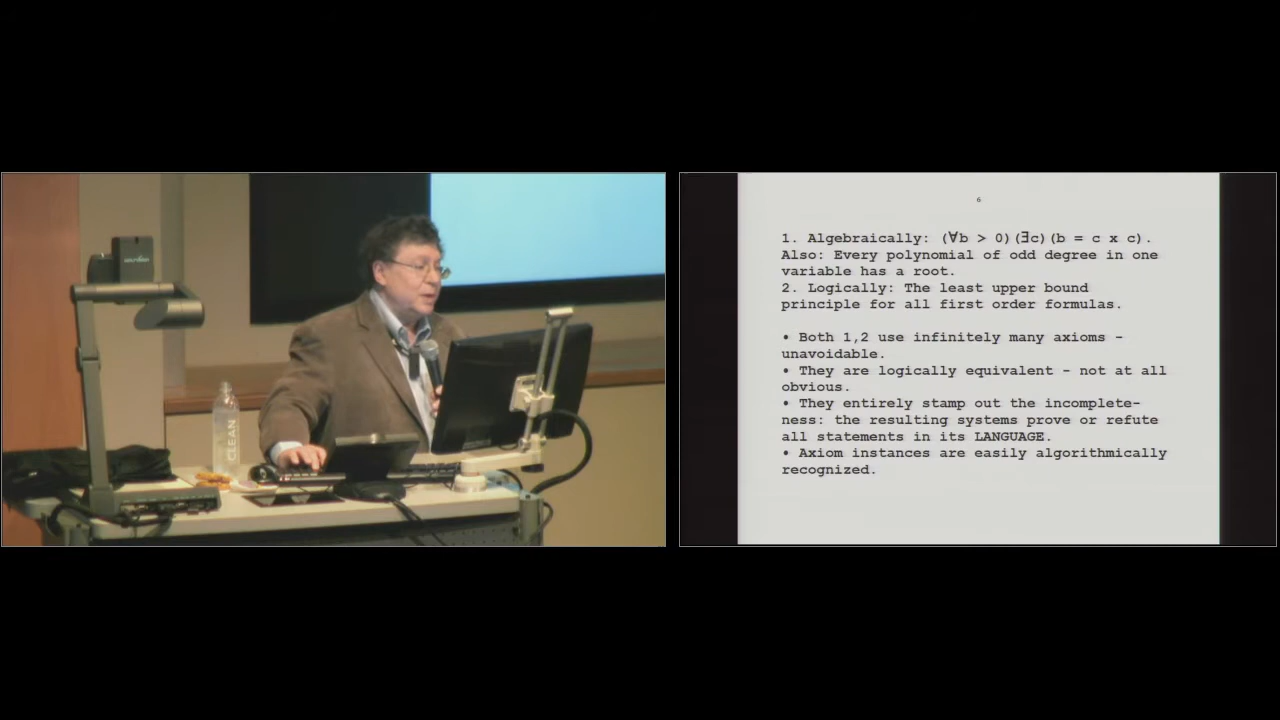 6
1. Algebraically: (∀b > 0)(∃c)(b = c x c).
Also: Every polynomial of odd degree in one
variable has a root.
2. Logically: The least upper bound
principle for all first order formulas.
• Both 1,2 use infinitely many axioms –
unavoidable.
• They are logically equivalent – not at all
obvious.
• They entirely stamp out the incomplete-
ness: the resulting systems prove or refute
all statements in its LANGUAGE.
• Axiom instances are easily algorithmically
recognized.
CLEAN